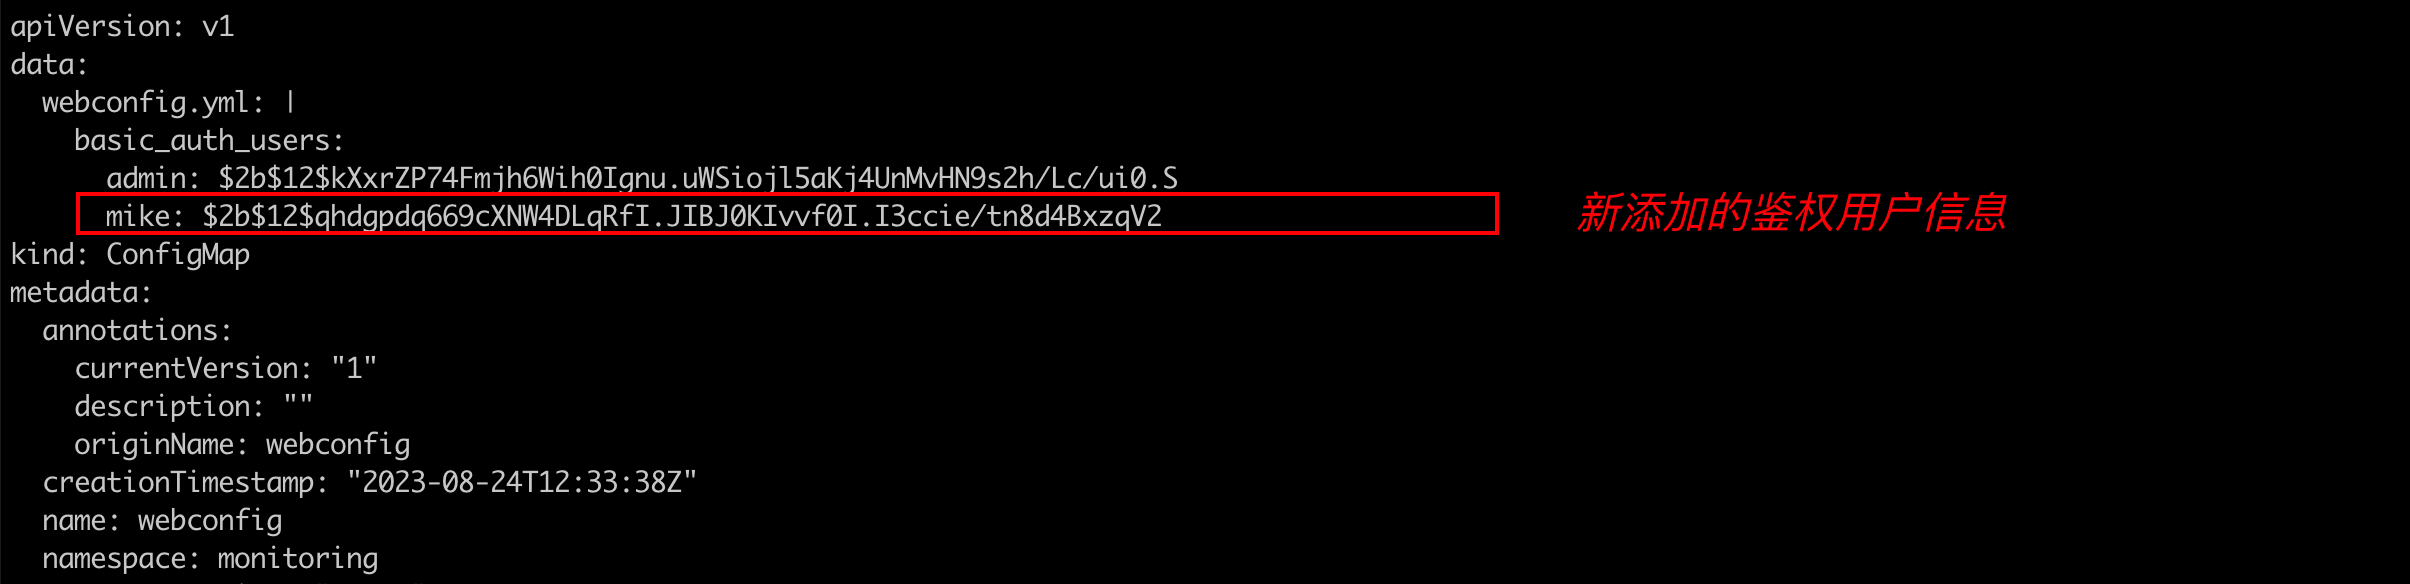 apiVersion: v1
data:
  webconfig.yml: |
    basic_auth_users:
      admin: $2b$12$kXxrZP74Fmjh6Wih0Ignu.uWSiojl5aKj4UnMvHN9s2h/Lc/ui0.S
      mike: $2b$12$qhdgpdq669cXNW4DLqRfI.JIBJ0KIvvf0I.I3ccie/tn8d4BxzqV2
新添加的鉴权用户信息
kind: ConfigMap
metadata:
  annotations:
    currentVersion: "1"
    description: ""
    originName: webconfig
  creationTimestamp: "2023-08-24T12:33:38Z"
  name: webconfig
  namespace: monitoring